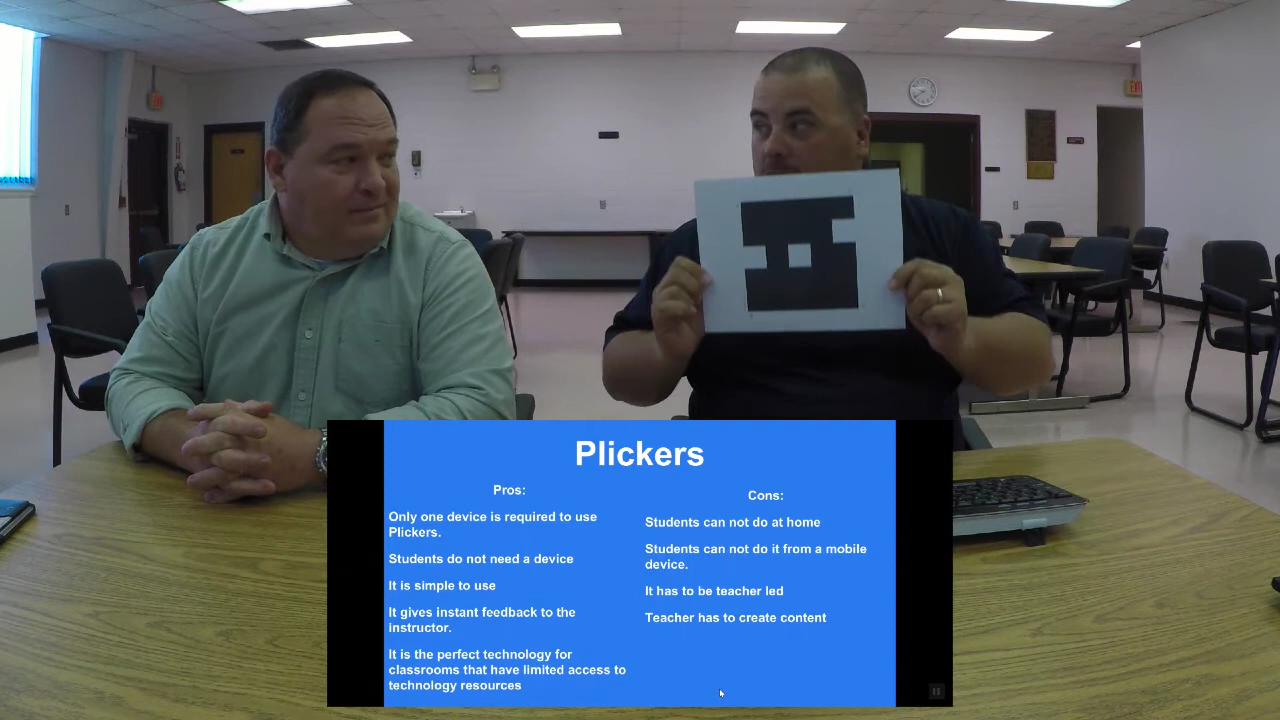 Plickers
Pros:
Only one device is required to use
Plickers.
Students do not need a device
It is simple to use
It gives instant feedback to the
instructor.
It is the perfect technology for
classrooms that have limited access to
technology resources
Cons:
Students can not do at home
Students can not do it from a mobile
device.
It has to be teacher led
Teacher has to create content